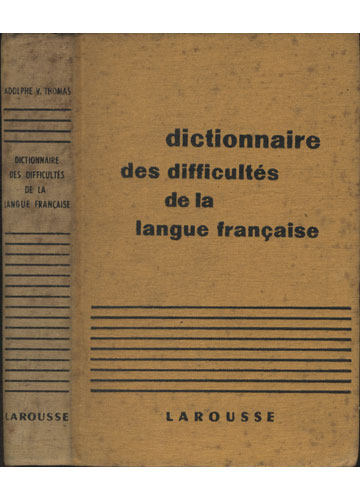 ADOLPHE V. THOMAS
DICTIONNAIRE
DES DIFFICULTÉS
DE LA
LANGUE FRANÇAISE
LAROUSSE
dictionnaire
des difficultés
de la
langue française
LAROUSSE